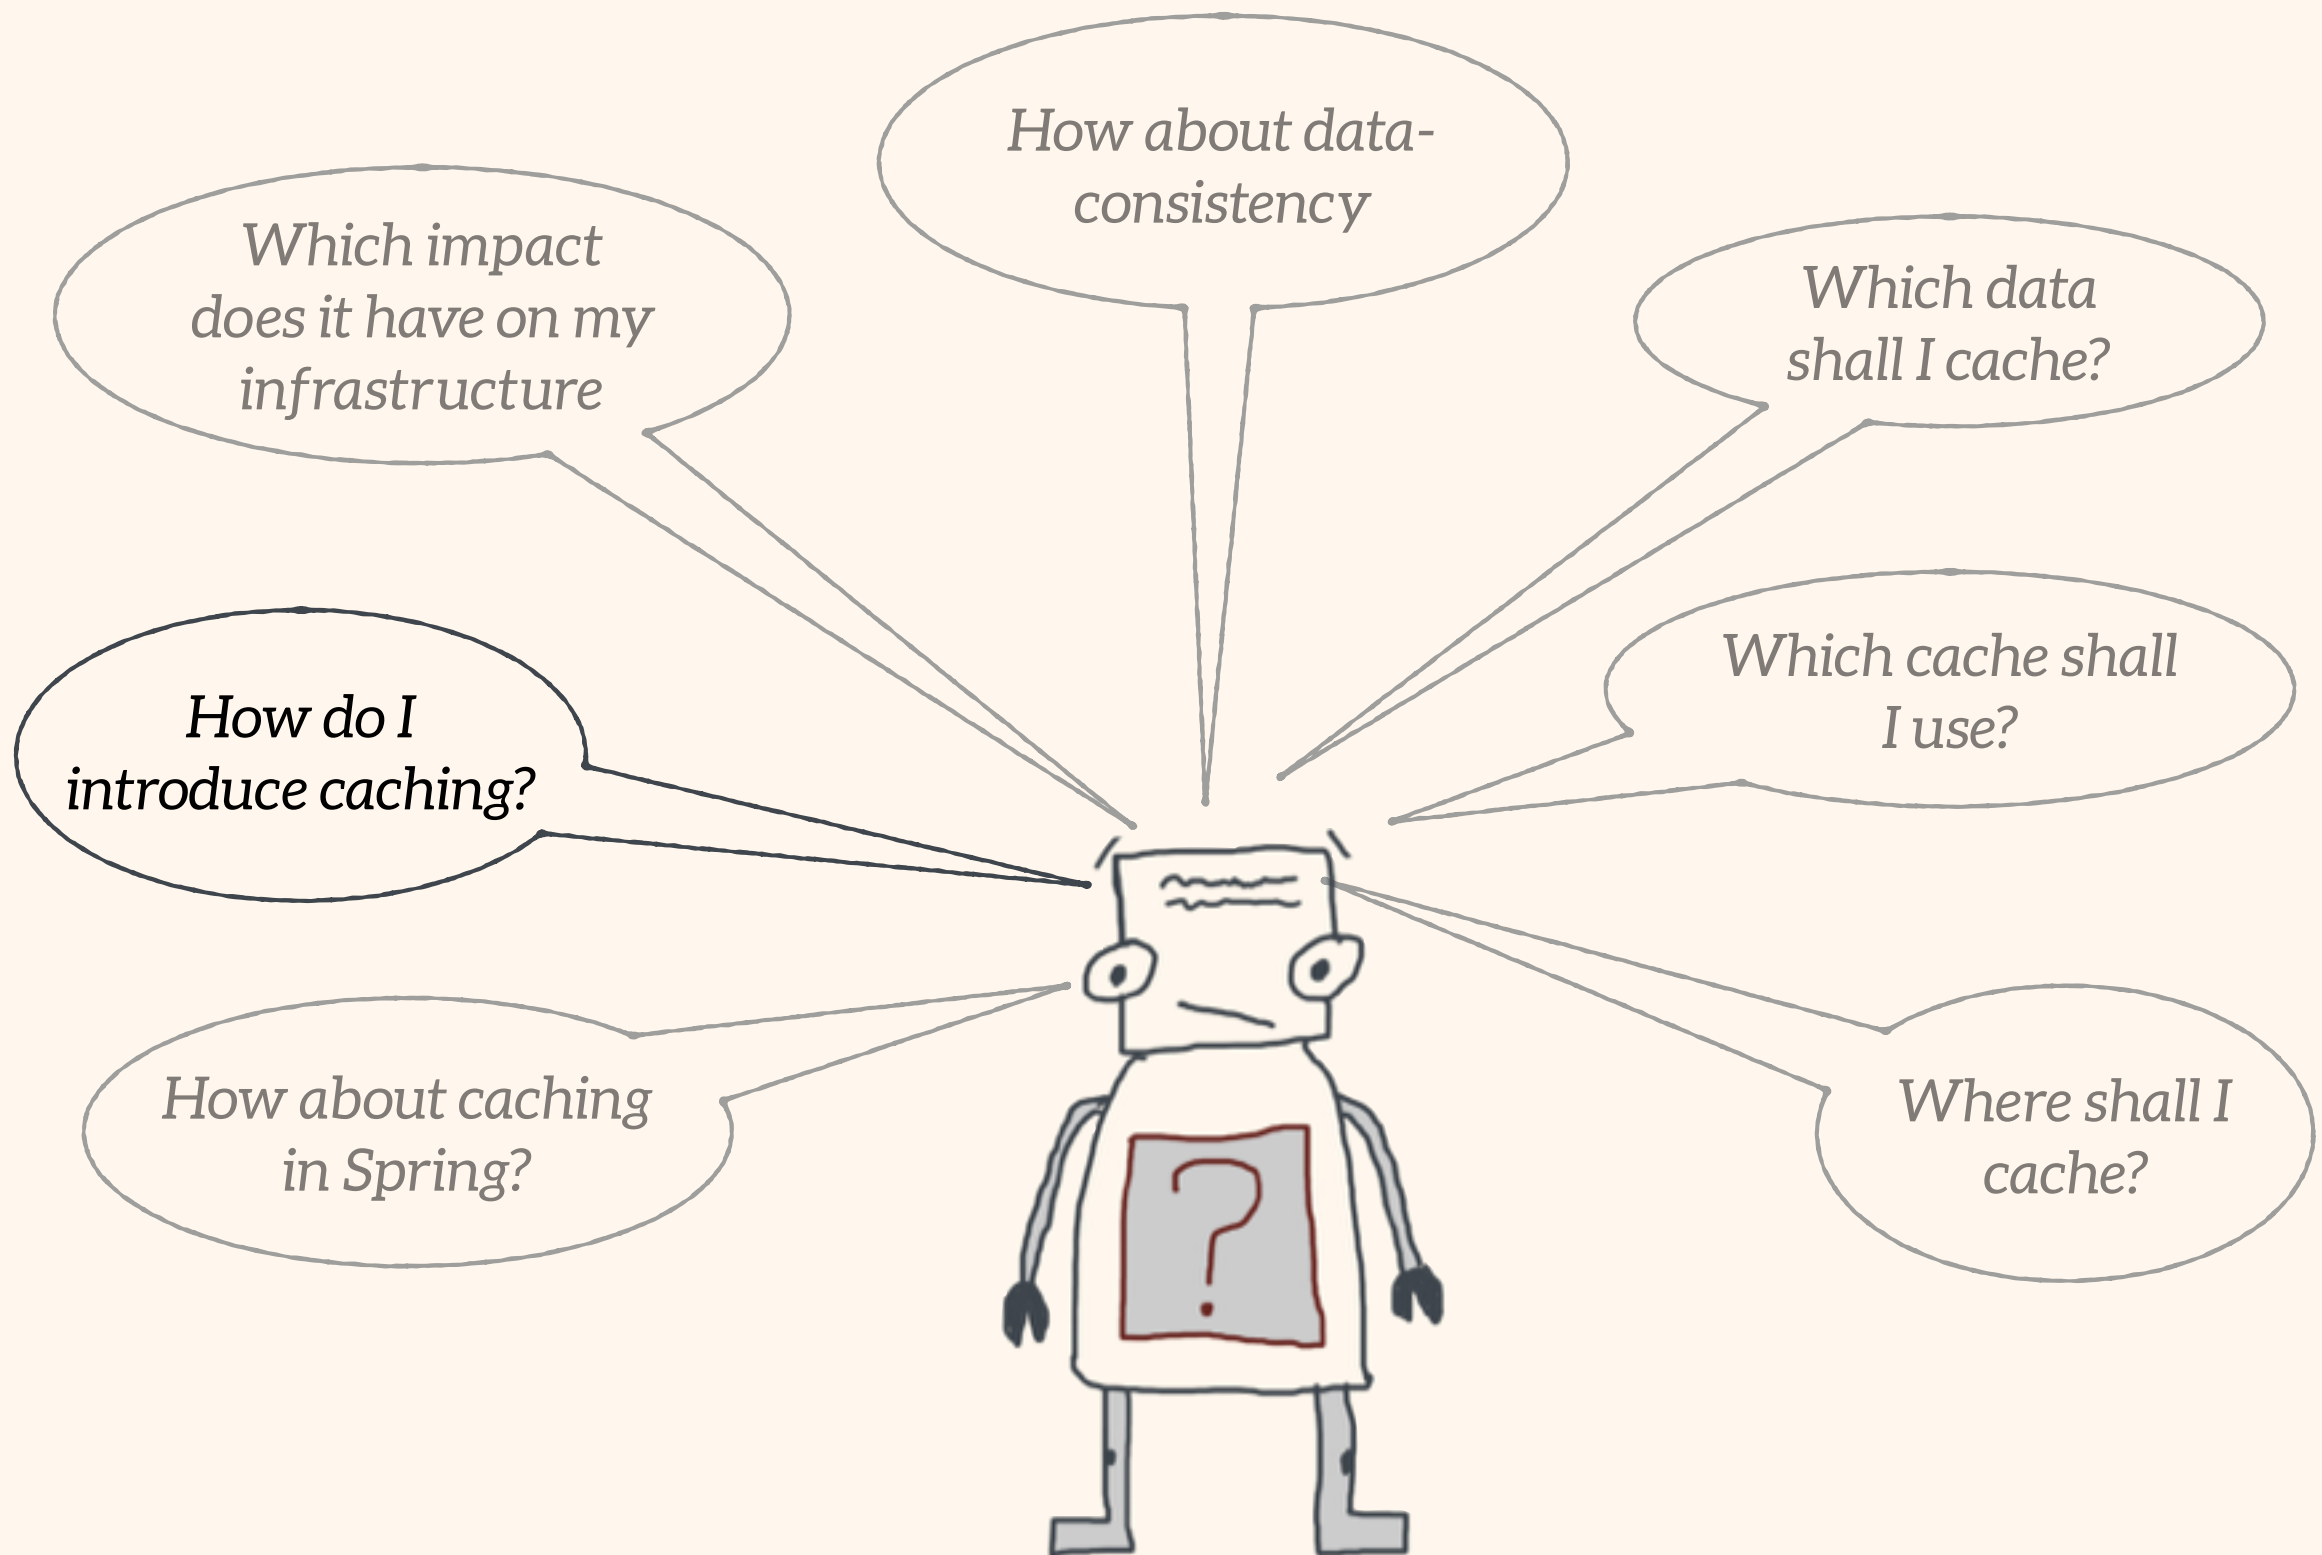 How about data-
consistency
Which impact
does it have on my
infrastructure
Which data
shall I cache?
Which cache shall
I use?
How do I
introduce caching?
How about caching
in Spring?
Where shall I
cache?
?